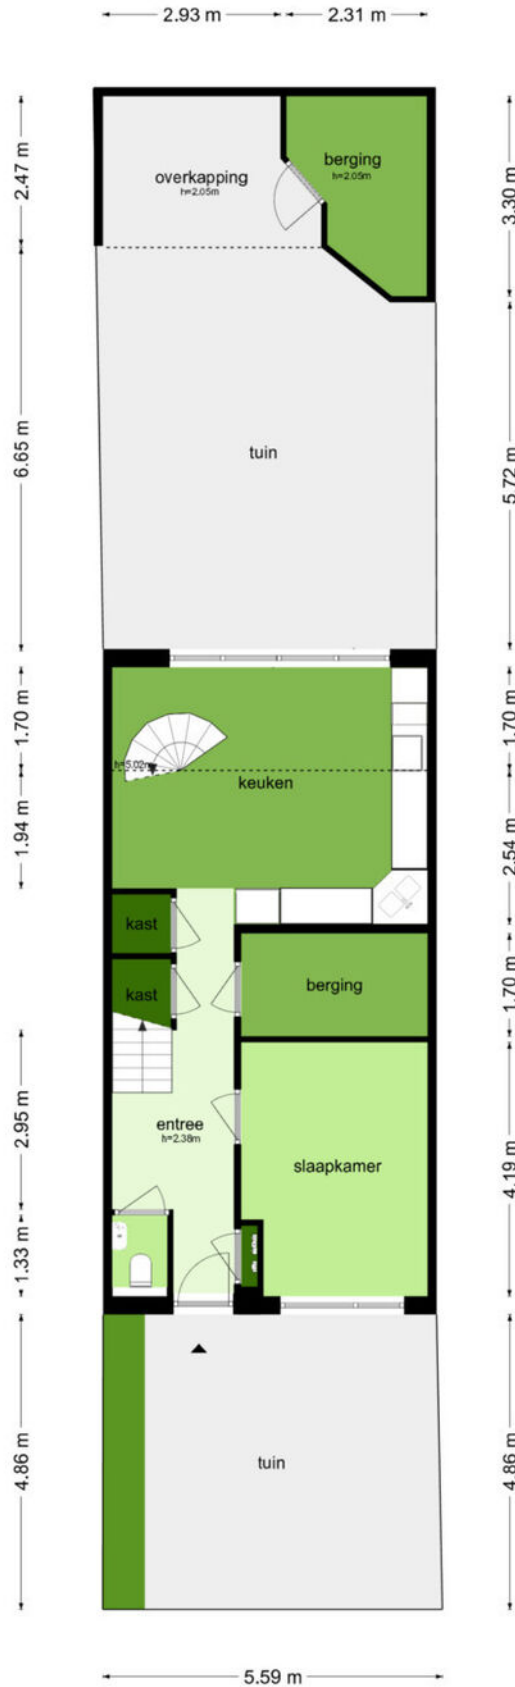 2.93 m
2.31 m
2.47 m
3.30 m
overkapping
h=2.05m
berging
h=2.05m
6.65 m
5.72 m
tuin
1.70 m
1.70 m
h=5.02m
keuken
1.94 m
2.54 m
kast
kast
berging
1.70 m
2.95 m
entree
h=2.38m
slaapkamer
4.19 m
1.33 m
4.86 m
4.86 m
tuin
5.59 m